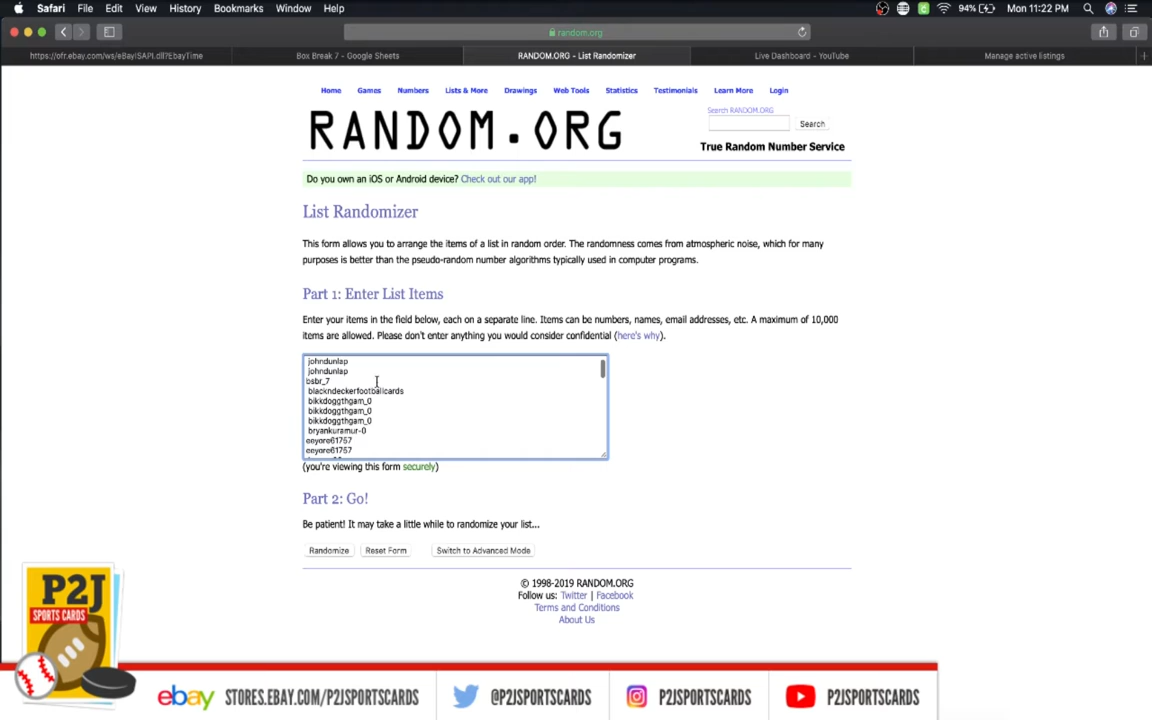 Safari File Edit View History Bookmarks Window Help 94% Mon 11:22 PM
random.org
https://ofr.ebay.com/ws/eBayISAPI.dll?EbayTime Box Break 7 - Google Sheets RANDOM.ORG - List Randomizer Live Dashboard - YouTube Manage active listings
Home Games Numbers Lists & More Drawings Web Tools Statistics Testimonials Learn More Login
Search RANDOM.ORG
RANDOM.ORG
Search
True Random Number Service
Do you own an iOS or Android device? Check out our app!
List Randomizer
This form allows you to arrange the items of a list in random order. The randomness comes from atmospheric noise, which for many
purposes is better than the pseudo-random number algorithms typically used in computer programs.
Part 1: Enter List Items
Enter your items in the field below, each on a separate line. Items can be numbers, names, email addresses, etc. A maximum of 10,000
items are allowed. Please don't enter anything you would consider confidential (here's why).
johndunlap
johndunlap
bsbr_7
blackndeckerfootballcards
bikkdoggthgam_0
bikkdoggthgam_0
bikkdoggthgam_0
bryankuramur-0
eeyore61757
eeyore61757
(you're viewing this form securely)
Part 2: Go!
Be patient! It may take a little while to randomize your list...
Randomize Reset Form Switch to Advanced Mode
© 1998-2019 RANDOM.ORG
Follow us: Twitter | Facebook
Terms and Conditions
About Us
P2J
SPORTS CARDS
ebay STORES.EBAY.COM/P2JSPORTSCARDS @P2JSPORTSCARDS P2JSPORTSCARDS P2JSPORTSCARDS